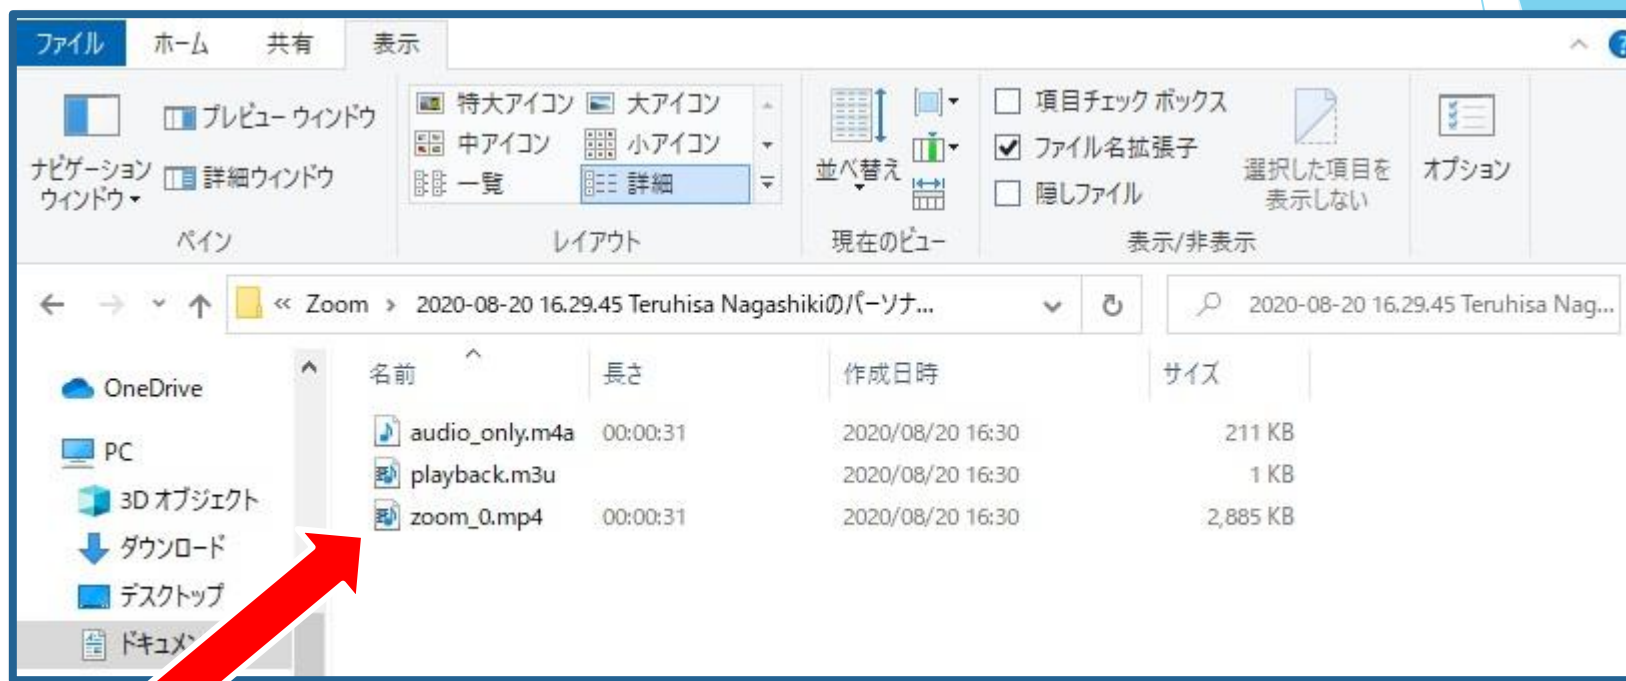 ファイル ホーム 共有 表示
プレビュー ウィンドウ
詳細ウィンドウ
ナビゲーション
ウィンドウ
ペイン
特大アイコン 大アイコン
中アイコン 小アイコン
一覧 詳細
レイアウト
並べ替え
現在のビュー
項目チェック ボックス
ファイル名拡張子
隠しファイル
選択した項目を
表示しない
表示/非表示
オプション
« Zoom › 2020-08-20 16.29.45 Teruhisa Nagashikiのパーソナ...
2020-08-20 16.29.45 Teruhisa Nag...
OneDrive
PC
3D オブジェクト
ダウンロード
デスクトップ
ドキュメン
名前 長さ 作成日時 サイズ
audio_only.m4a 00:00:31 2020/08/20 16:30 211 KB
playback.m3u 2020/08/20 16:30 1 KB
zoom_0.mp4 00:00:31 2020/08/20 16:30 2,885 KB